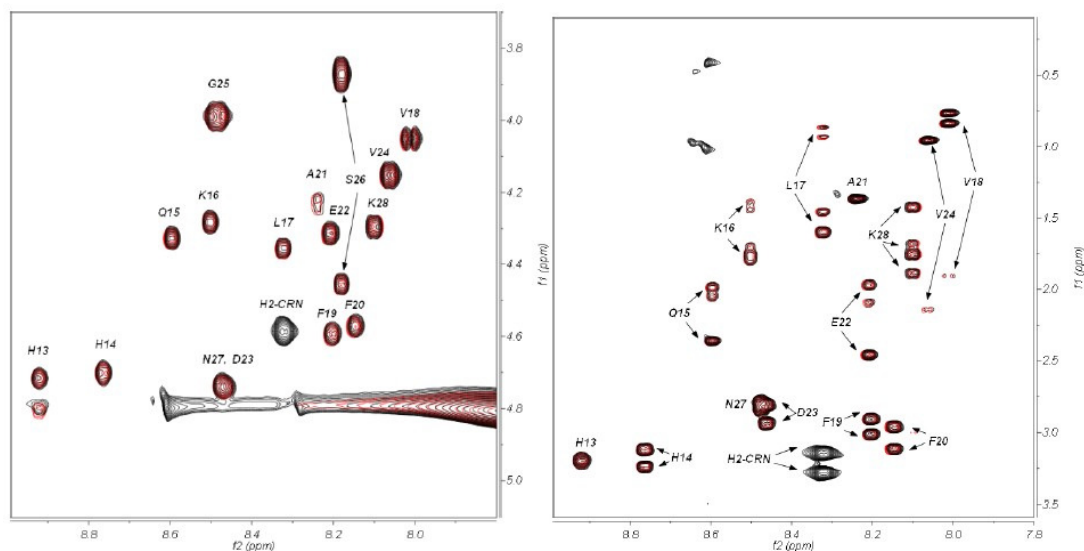 G25
V18
V24
S26
A21
K16
E22
K28
Q15
L17
H2-CRN
F20
F19
H13
H14
N27, D23
3.8
4.0
4.2
4.4
4.6
4.8
5.0
f1 (ppm)
8.8 8.6 8.4 8.2 8.0
f2 (ppm)
L17
A21
V18
K16
V24
K28
Q15
E22
N27
D23
F19
F20
H13
H14
H2-CRN
0.5
1.0
1.5
2.0
2.5
3.0
3.5
f1 (ppm)
8.8 8.6 8.4 8.2 8.0 7.8
f2 (ppm)